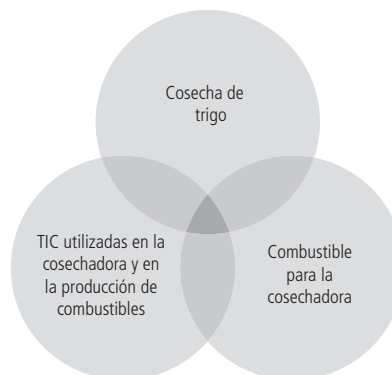 Cosecha de
trigo
TIC utilizadas en la
cosechadora y en
la producción de
combustibles
Combustible
para la
cosechadora